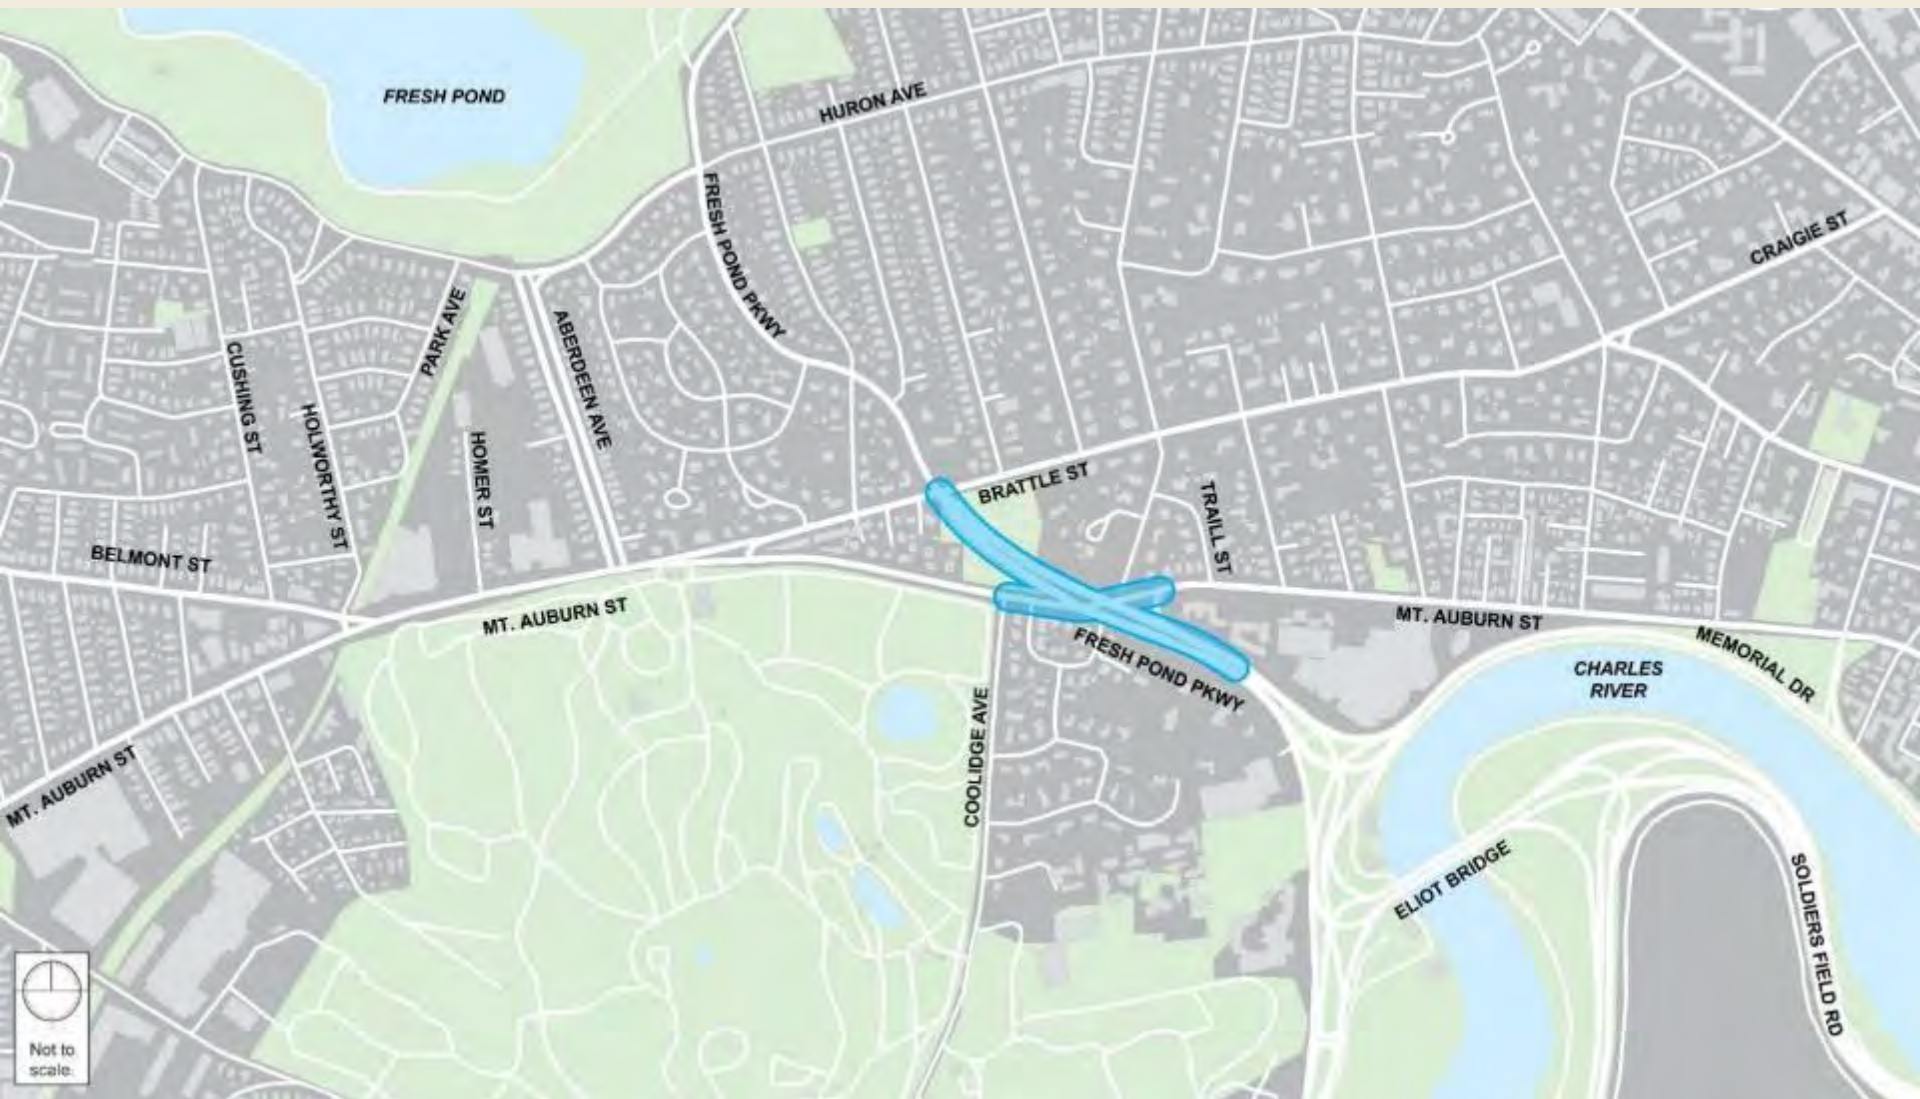 FRESH POND
HURON AVE
FRESH POND PKWY
CRAIGIE ST
PARK AVE
ABERDEEN AVE
CUSHING ST
HOLWORTHY ST
HOMER ST
BRATTLE ST
TRAILL ST
BELMONT ST
MT. AUBURN ST
MT. AUBURN ST
FRESH POND PKWY
MEMORIAL DR
CHARLES
RIVER
COOLIDGE AVE
MT. AUBURN ST
ELIOT BRIDGE
SOLDIERS FIELD RD
Not to
scale.